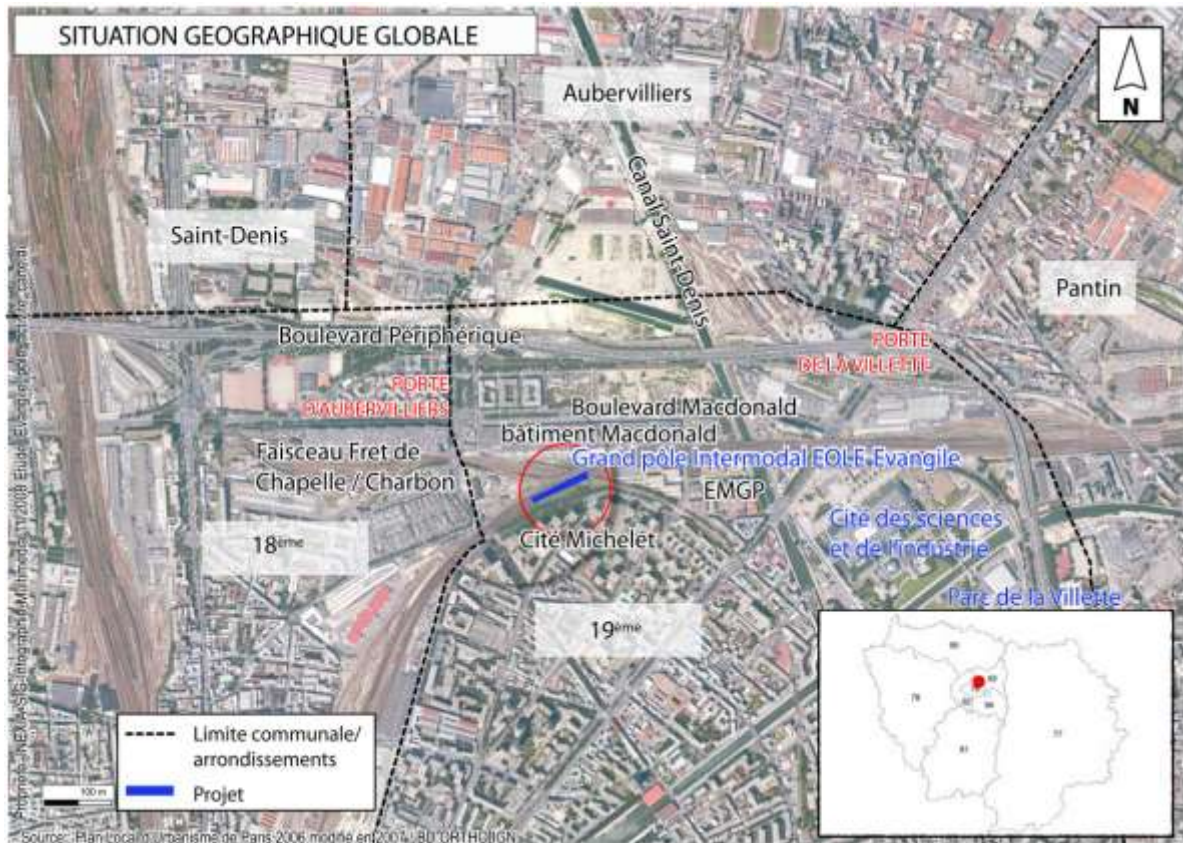 SITUATION GEOGRAPHIQUE GLOBALE
N
Aubervilliers
Canal Saint-Denis
Saint-Denis
Pantin
Boulevard Périphérique
PORTE
DE LA VILLETTE
PORTE
D'AUBERVILLIERS
Boulevard Macdonald
bâtiment Macdonald
Faisceau Fret de
Chapelle / Charbon
Grand pôle Intermodal EOLE-Evangile
EMGP
Cité des sciences
et de l'industrie
Cité Michelet
18ème
19ème
Parc de la Villette
Limite communale/
arrondissements
Projet
100 m
78
91
77
Source: Plan Local d'Urbanisme de Paris 2006 modifié en 2007 / BD ORTHO IGN